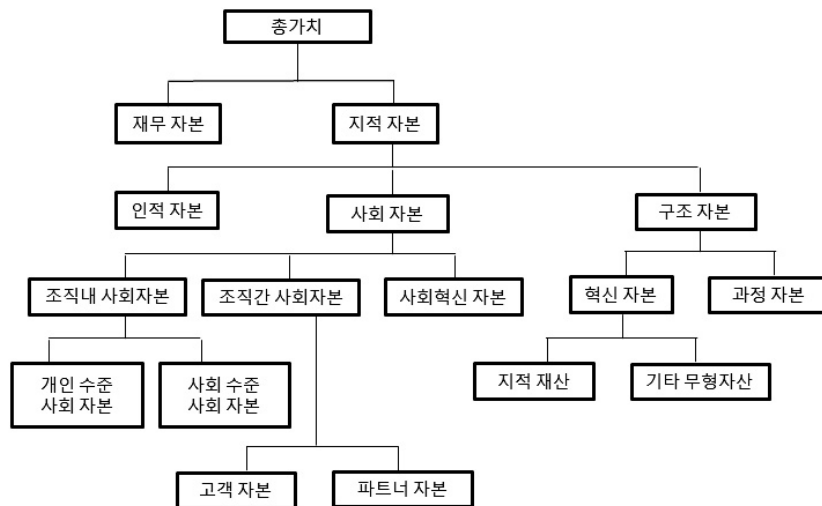 총가치
재무 자본
지적 자본
인적 자본
사회 자본
구조 자본
조직내 사회자본
조직간 사회자본
사회혁신 자본
혁신 자본
과정 자본
개인 수준
사회 자본
사회 수준
사회 자본
지적 재산
기타 무형자산
고객 자본
파트너 자본